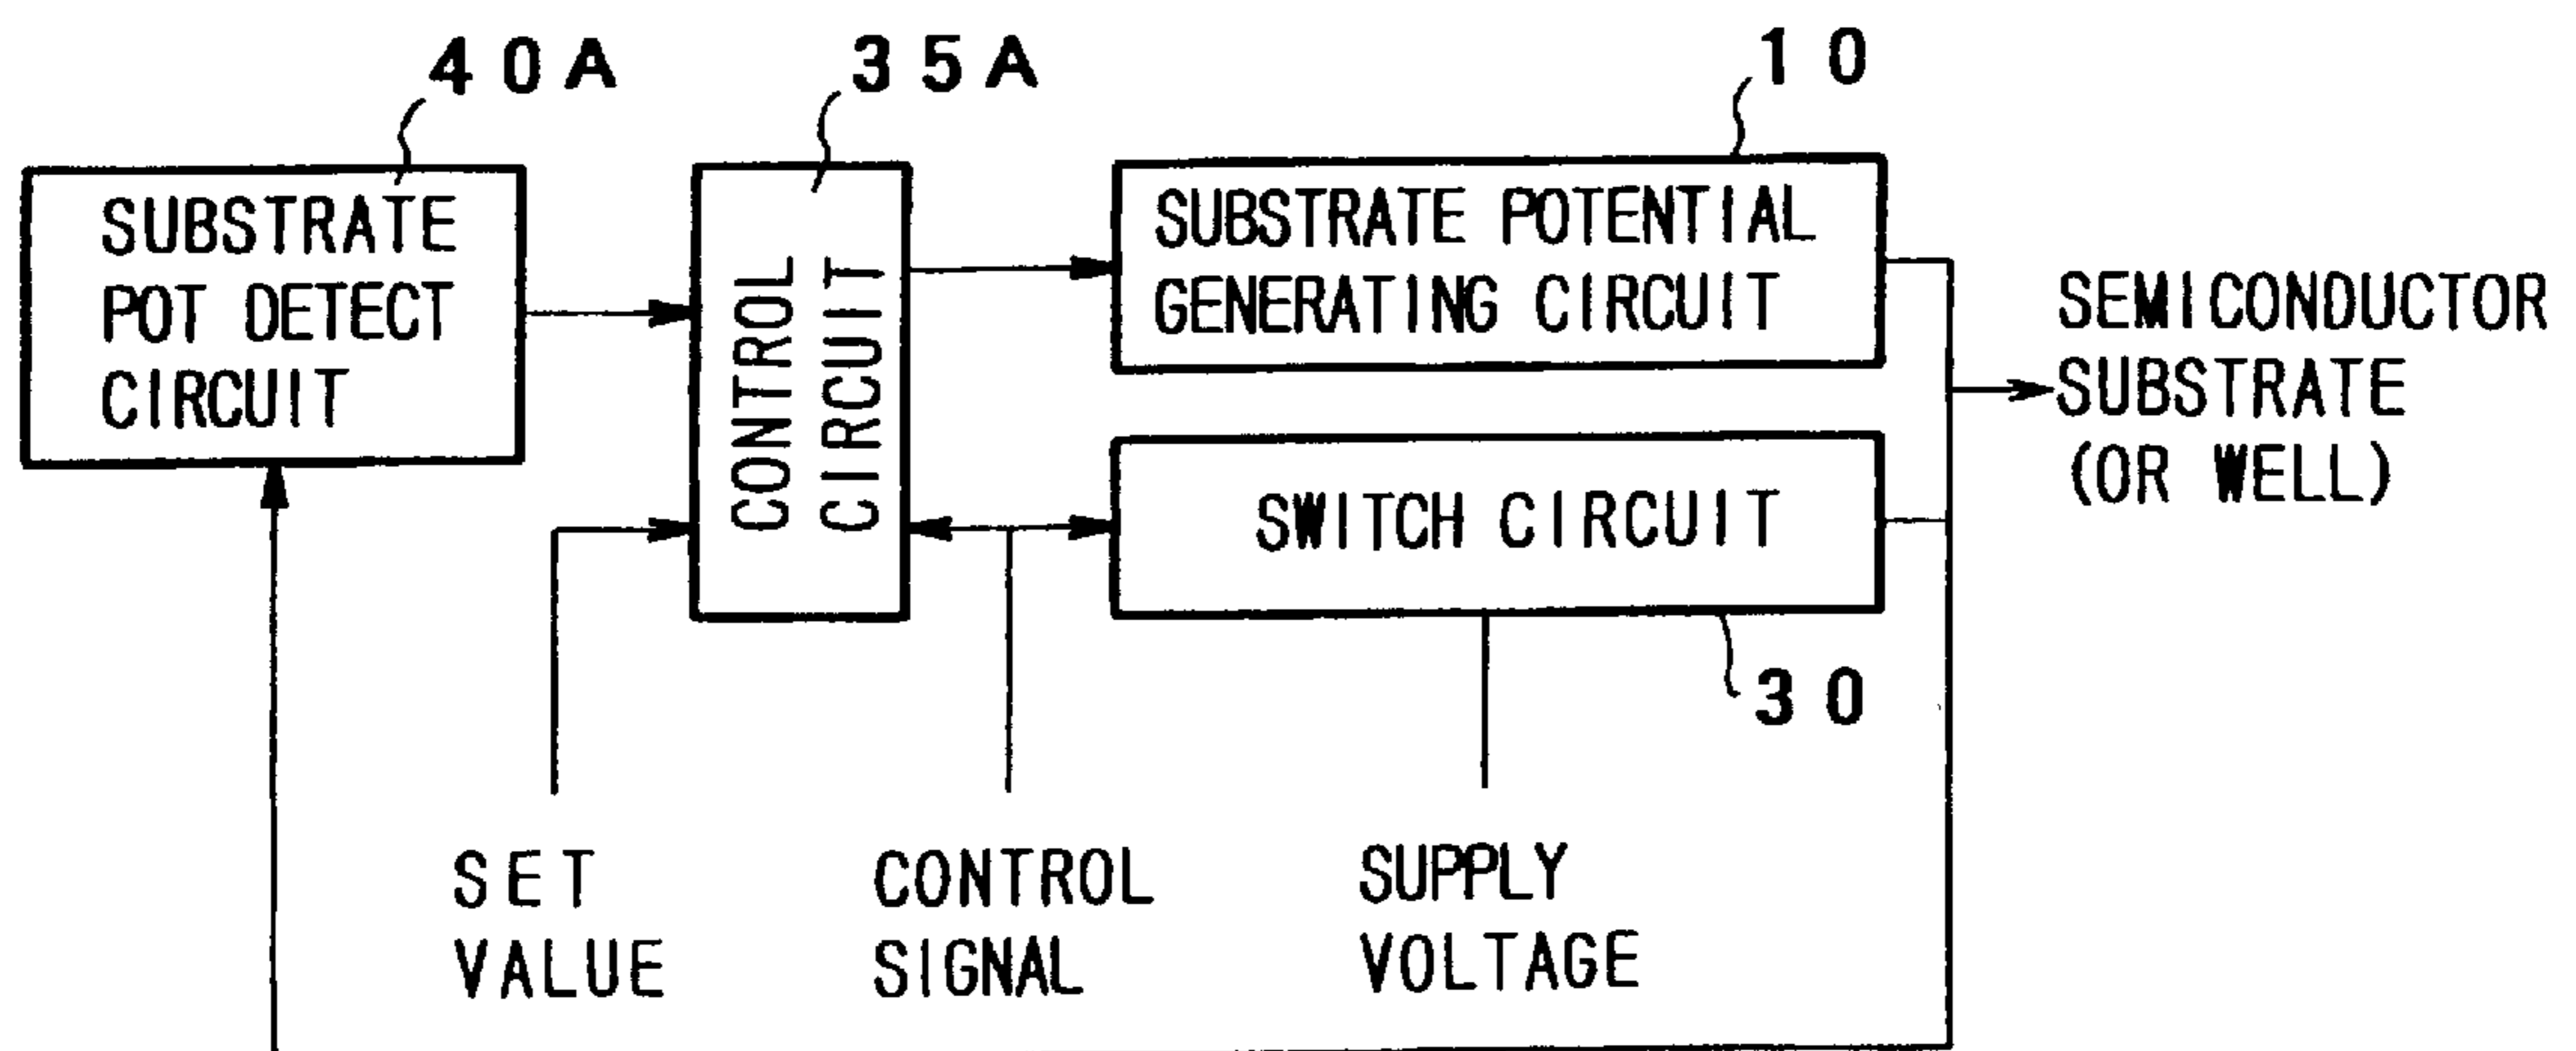 40A
35A
10
SUBSTRATE
POT DETECT
CIRCUIT
CONTROL
CIRCUIT
SUBSTRATE POTENTIAL
GENERATING CIRCUIT
SEMICONDUCTOR
SUBSTRATE
(OR WELL)
SWITCH CIRCUIT
30
SET
VALUE
CONTROL
SIGNAL
SUPPLY
VOLTAGE